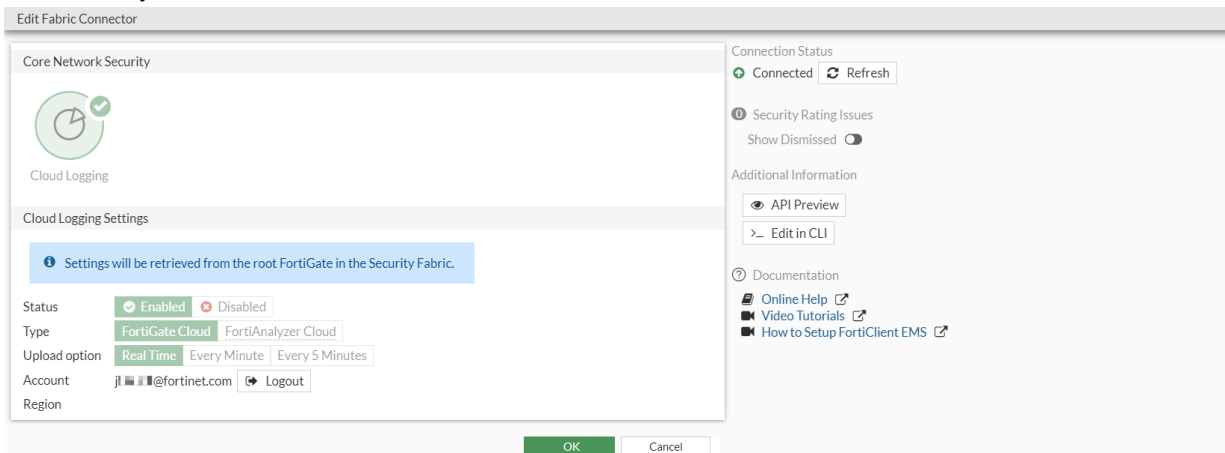 Edit Fabric Connector
Core Network Security
Cloud Logging
Cloud Logging Settings
Settings will be retrieved from the root FortiGate in the Security Fabric.
Status Enabled Disabled
Type FortiGate Cloud FortiAnalyzer Cloud
Upload option Real Time Every Minute Every 5 Minutes
Account @fortinet.com Logout
Region
OK Cancel
Connection Status
Connected Refresh
0 Security Rating Issues
Show Dismissed
Additional Information
API Preview
>_ Edit in CLI
Documentation
Online Help
Video Tutorials
How to Setup FortiClient EMS